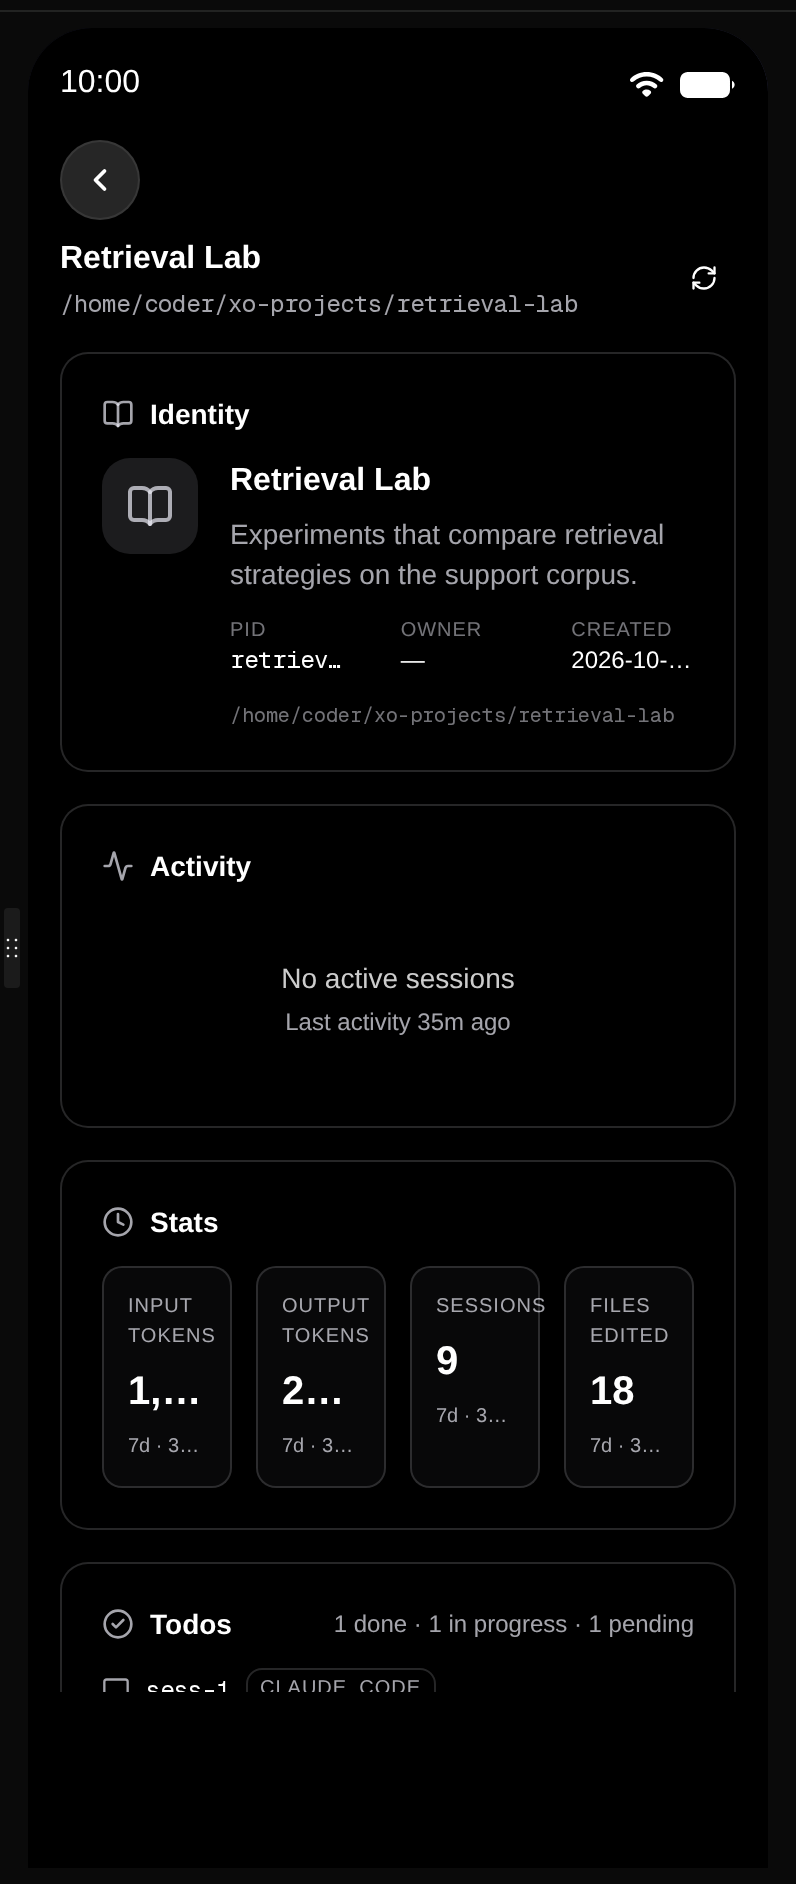 10:00
Retrieval Lab
/home/coder/xo-projects/retrieval-lab
Identity
Retrieval Lab
Experiments that compare retrieval
strategies on the support corpus.
PID OWNER CREATED
retriev… — 2026-10-…
/home/coder/xo-projects/retrieval-lab
Activity
No active sessions
Last activity 35m ago
Stats
INPUT TOKENS
1,…
7d · 3…
OUTPUT TOKENS
2…
7d · 3…
SESSIONS
9
7d · 3…
FILES EDITED
18
7d · 3…
Todos 1 done · 1 in progress · 1 pending
sess-1 CLAUDE_CODE